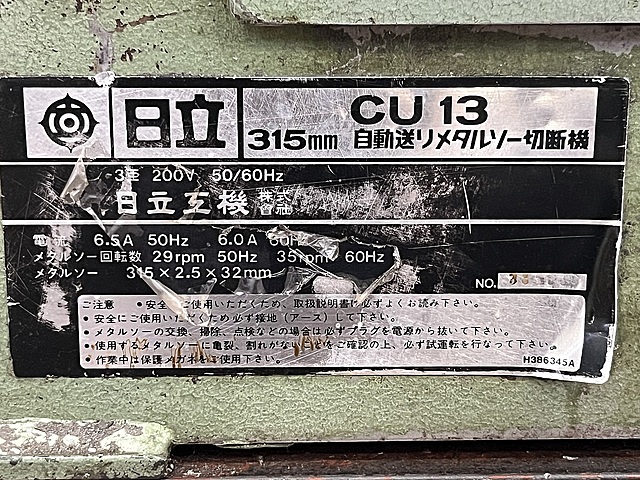 日立
CU 13
315mm 自動送りメタルソー切断機
200V 50/60Hz
日立工機 株式会社
電流 6.5A 50Hz 6.0A 60Hz
メタルソー回転数 29rpm 50Hz 35rpm 60Hz
メタルソー 315×2.5×32mm
NO.
ご注意 ●安全にご使用いただくため、取扱説明書は必ずよくお読み下さい。
●安全にご使用いただくため必ず接地(アース)して下さい。
●メタルソーの交換、掃除、点検などの場合は必ずプラグを電源から抜いて下さい。
●使用するメタルソーに亀裂、割れがないことをご確認の上、必ず試運転を行なって下さい。
●作業中は保護メガネをご使用下さい。
H386345A